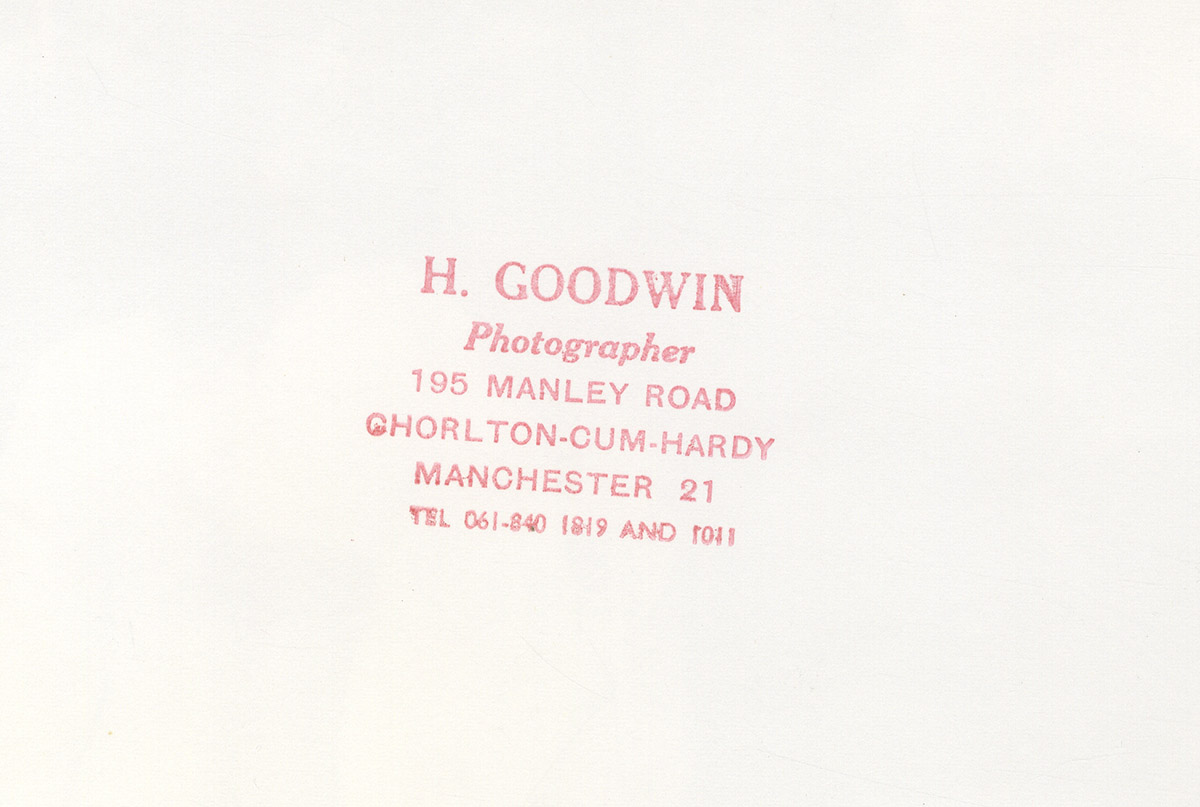 H. GOODWIN
Photographer
195 MANLEY ROAD
CHORLTON-CUM-HARDY
MANCHESTER 21
TEL 061-840 1819 AND 1011